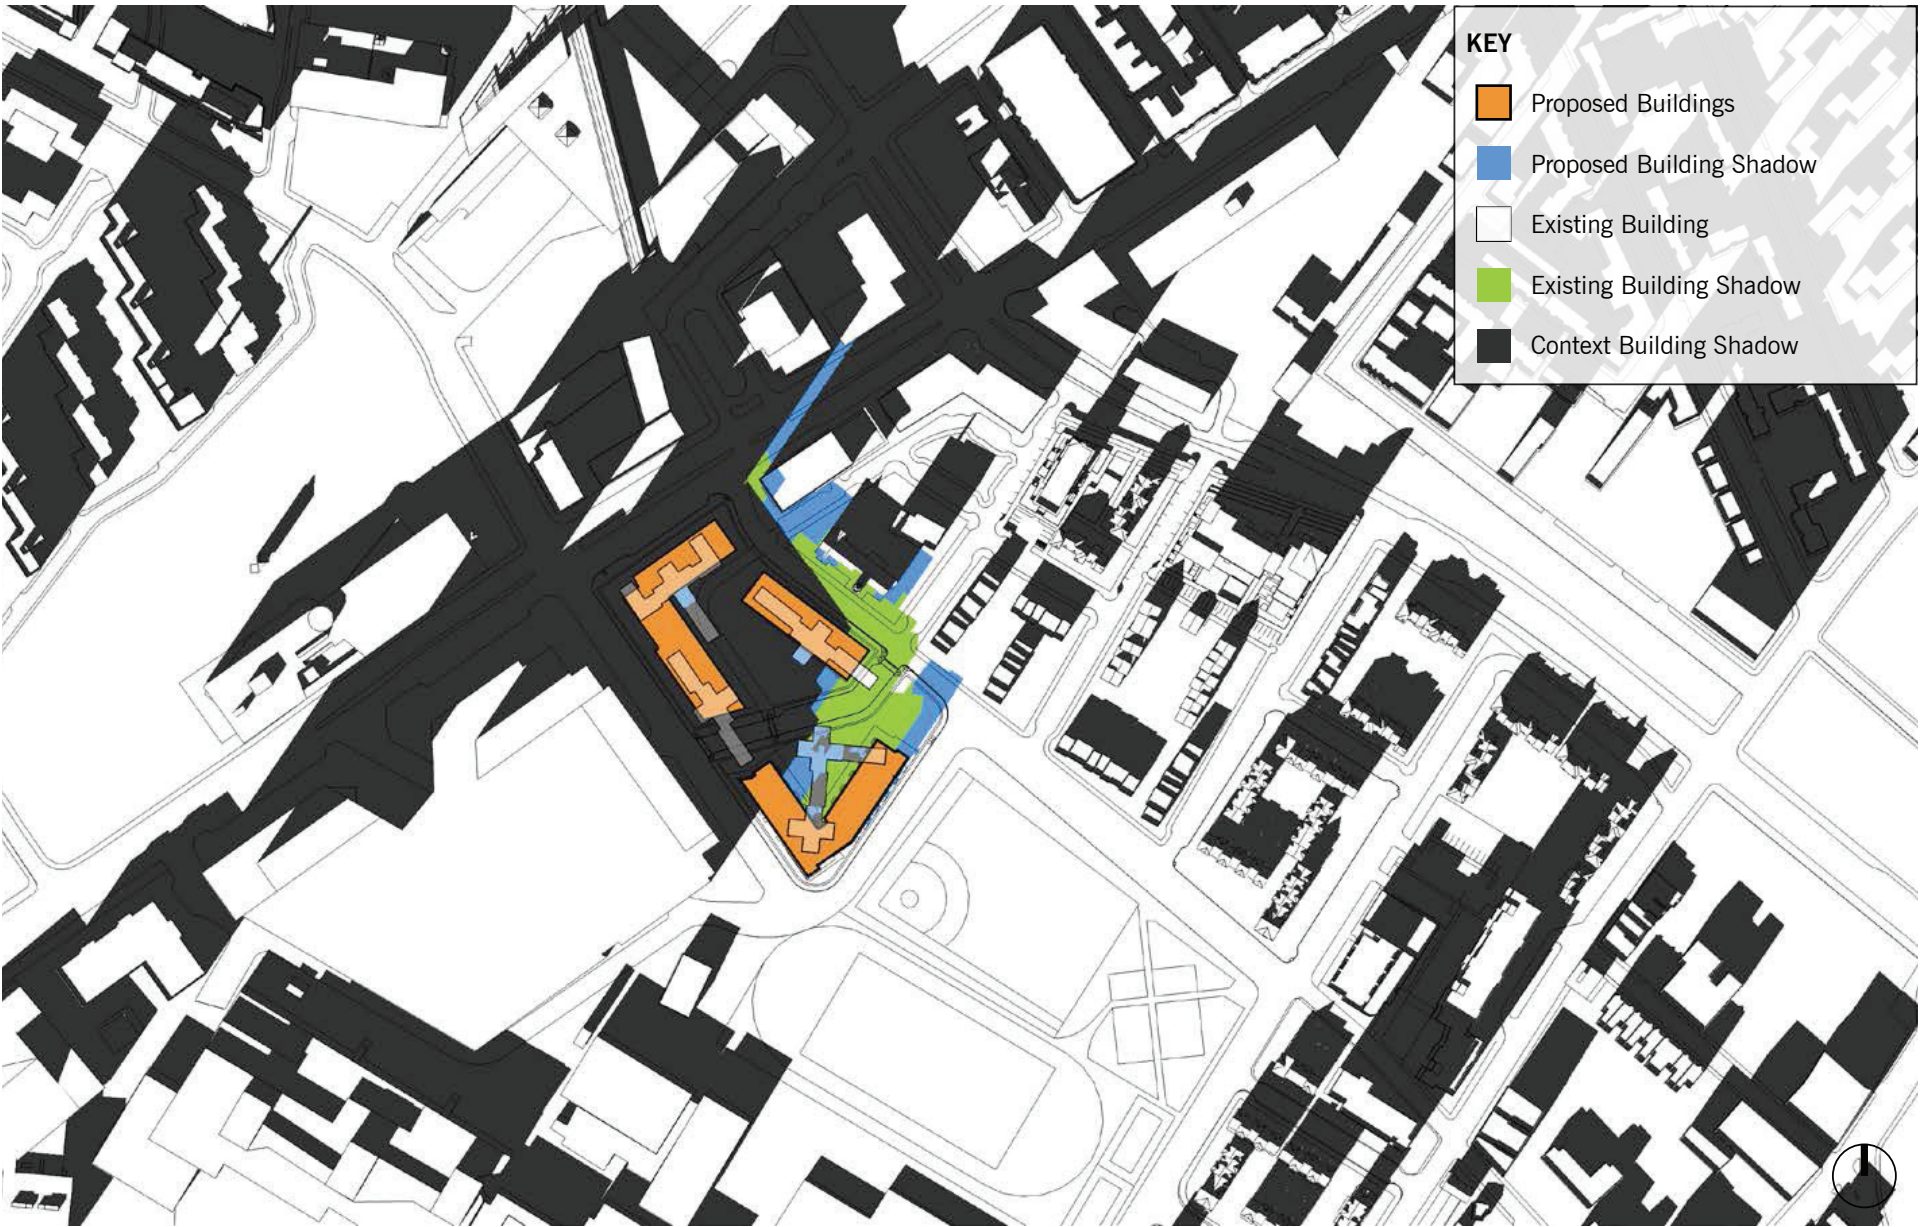 KEY
Proposed Buildings
Proposed Building Shadow
Existing Building
Existing Building Shadow
Context Building Shadow